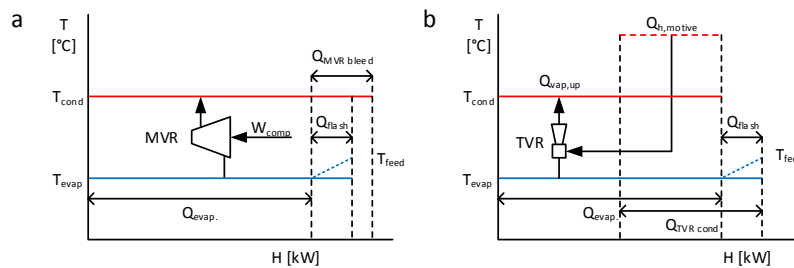 a
T
[°C]
Q_MVR bleed
T_cond
Q_flash
MVR
W_comp
T_feed
T_evap
Q_evap.
H [kW]
b
T
[°C]
Q_h,motive
T_cond
Q_vap,up
Q_flash
TVR
T_fee
T_evap
Q_evap.
Q_TVR cond
H [kW]